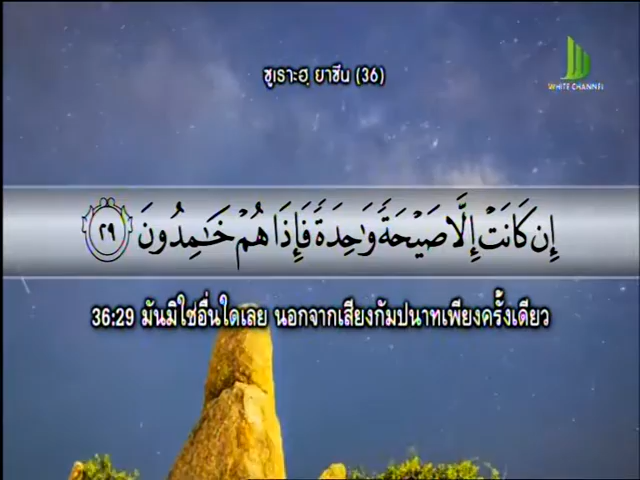 ซูเราะฮฺ ยาซีน (36)
WHITE CHANNEL
إِن كَانَتْ إِلَّا صَيْحَةً وَٰحِدَةً فَإِذَا هُمْ خَـٰمِدُونَ ٢٩
36:29 มันมิใช่อื่นใดเลย นอกจากเสียงกัมปนาทเพียงครั้งเดียว